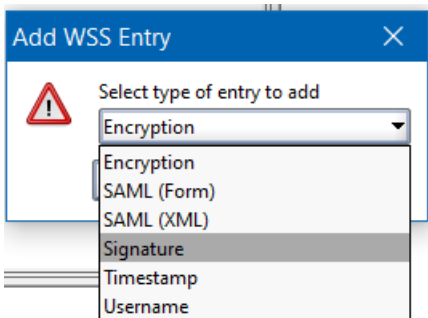 Add WSS Entry
Select type of entry to add
Encryption
Encryption
SAML (Form)
SAML (XML)
Signature
Timestamp
Username